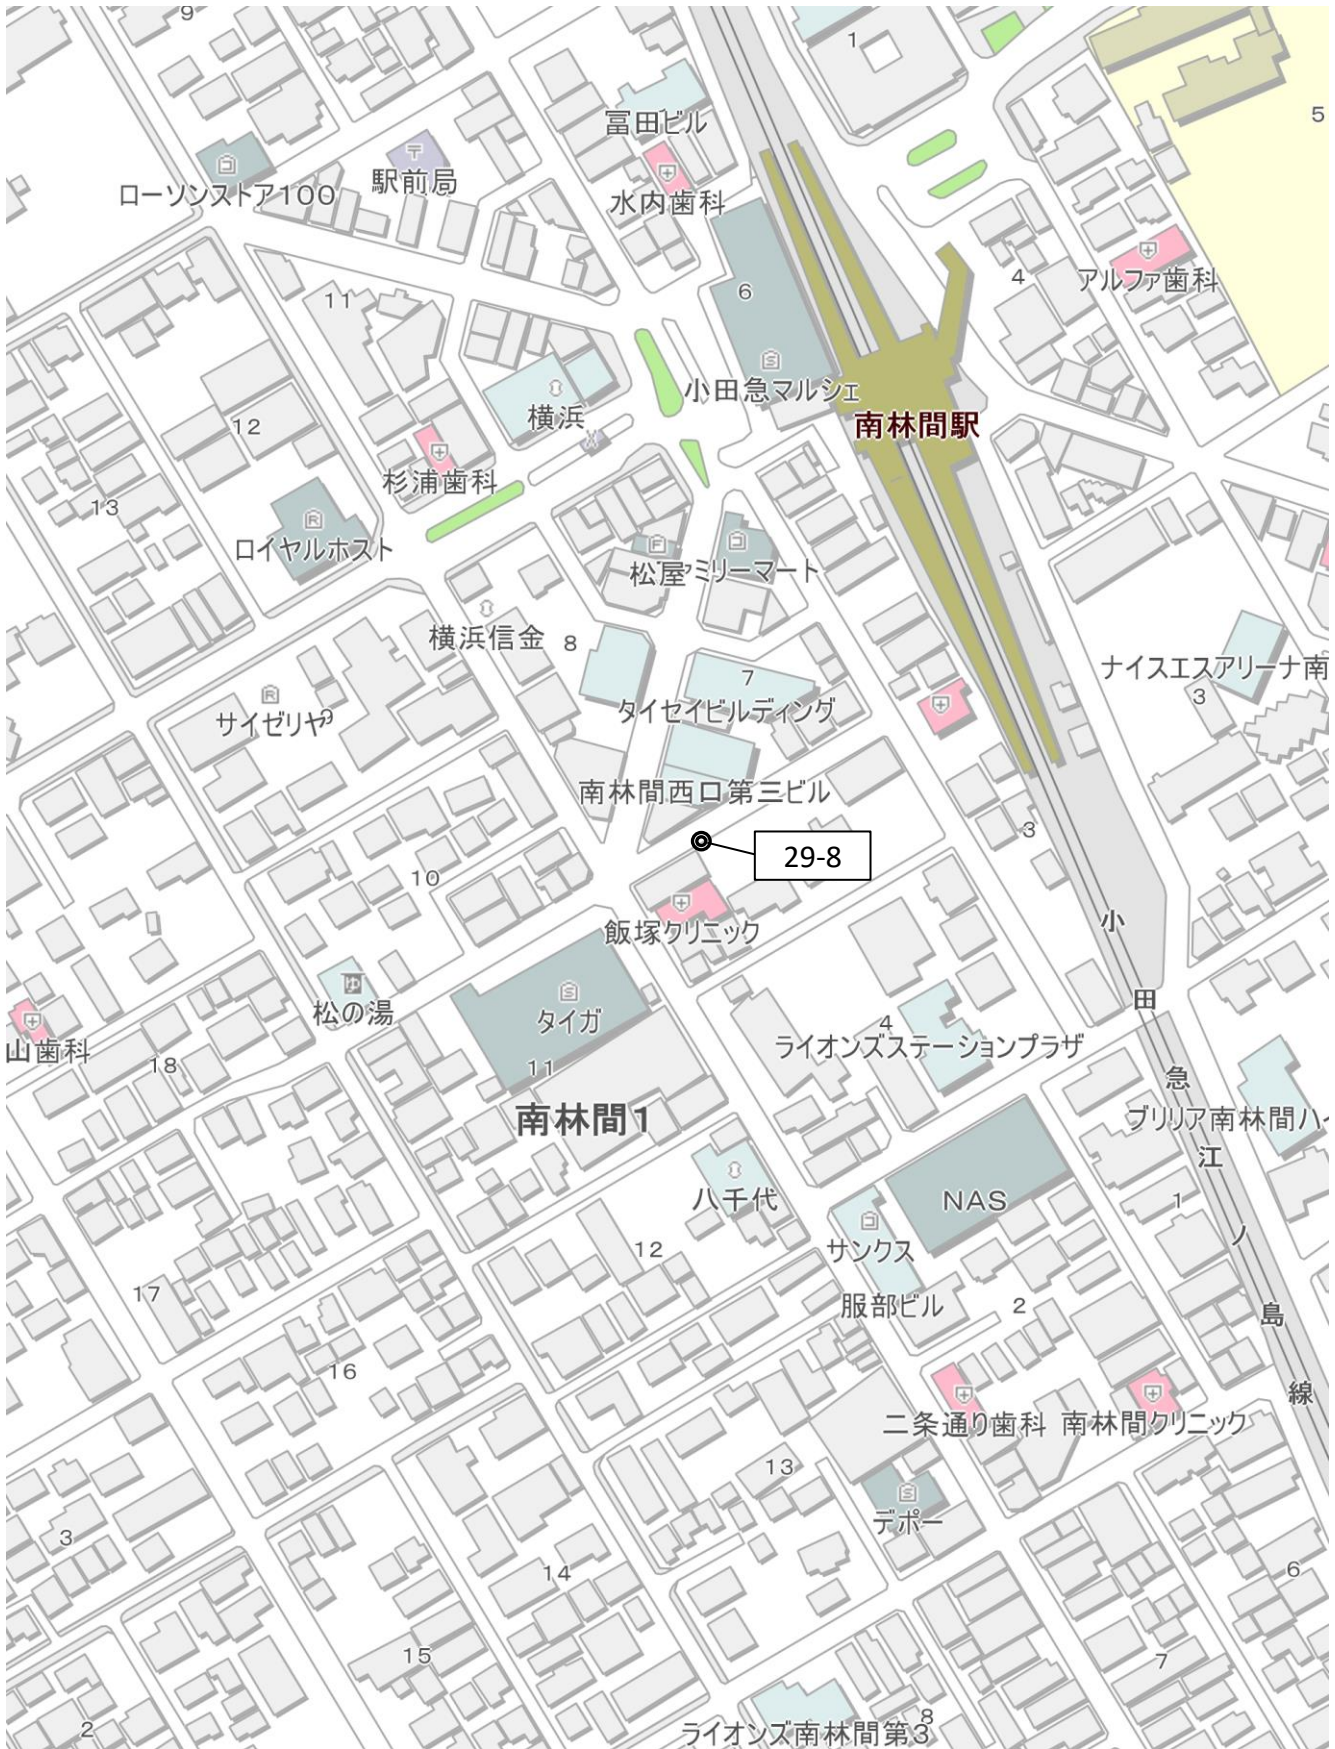 9
1
5
富田ビル
駅前局
ローソンストア100
水内歯科
アルファ歯科
4
6
11
小田急マルシェ
横浜
南林間駅
12
杉浦歯科
13
ロイヤルホスト
松屋
ァミリーマート
横浜信金
8
7
ナイスエスアリーナ南
3
タイセイビルディング
サイゼリヤ
9
南林間西口第三ビル
3
29-8
10
飯塚クリニック
小田急江ノ島線
松の湯
タイガ
4
ライオンズステーションプラザ
山歯科
18
11
南林間1
ブリリア南林間ハイ
八千代
NAS
1
12
サンクス
17
服部ビル
2
16
二条通り歯科
南林間クリニック
13
デポー
3
14
6
15
7
2
8
ライオンズ南林間第3